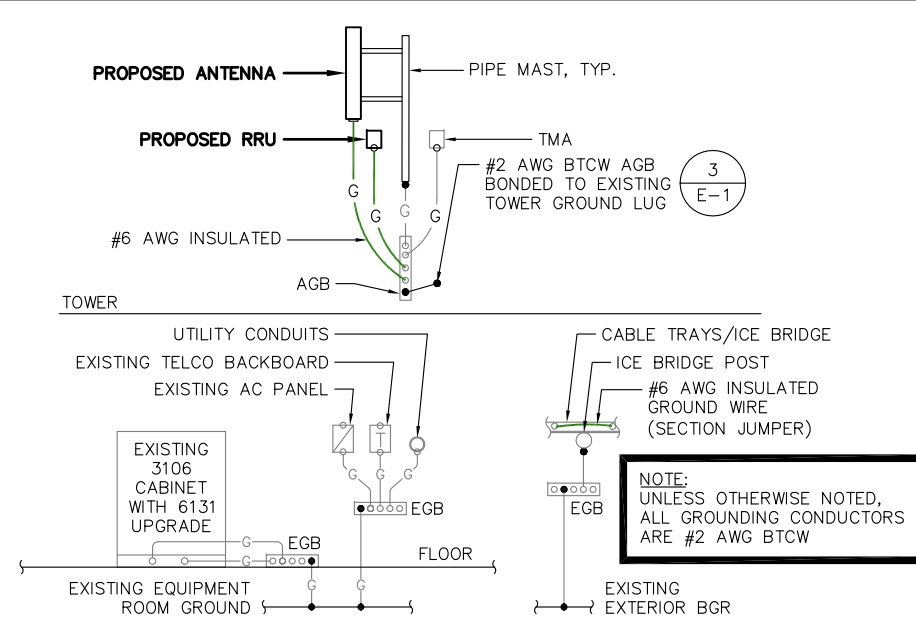 PROPOSED ANTENNA
PIPE MAST, TYP.
PROPOSED RRU
TMA
#2 AWG BTCW AGB
BONDED TO EXISTING
TOWER GROUND LUG
3
E-1
G
G
G
G
#6 AWG INSULATED
AGB
TOWER
UTILITY CONDUITS
EXISTING TELCO BACKBOARD
EXISTING AC PANEL
CABLE TRAYS/ICE BRIDGE
ICE BRIDGE POST
#6 AWG INSULATED
GROUND WIRE
(SECTION JUMPER)
T
G
G
G
EXISTING
3106
CABINET
WITH 6131
UPGRADE
G
G
EGB
EGB
EGB
FLOOR
NOTE:
UNLESS OTHERWISE NOTED,
ALL GROUNDING CONDUCTORS
ARE #2 AWG BTCW
G
G
EXISTING EQUIPMENT
ROOM GROUND
EXISTING
EXTERIOR BGR